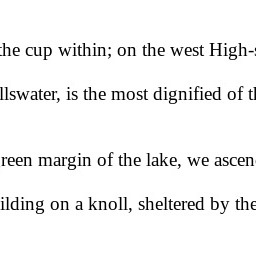 the cup within; on the west High-
llswater, is the most dignified of
reen margin of the lake, we ascen
ilding on a knoll, sheltered by the